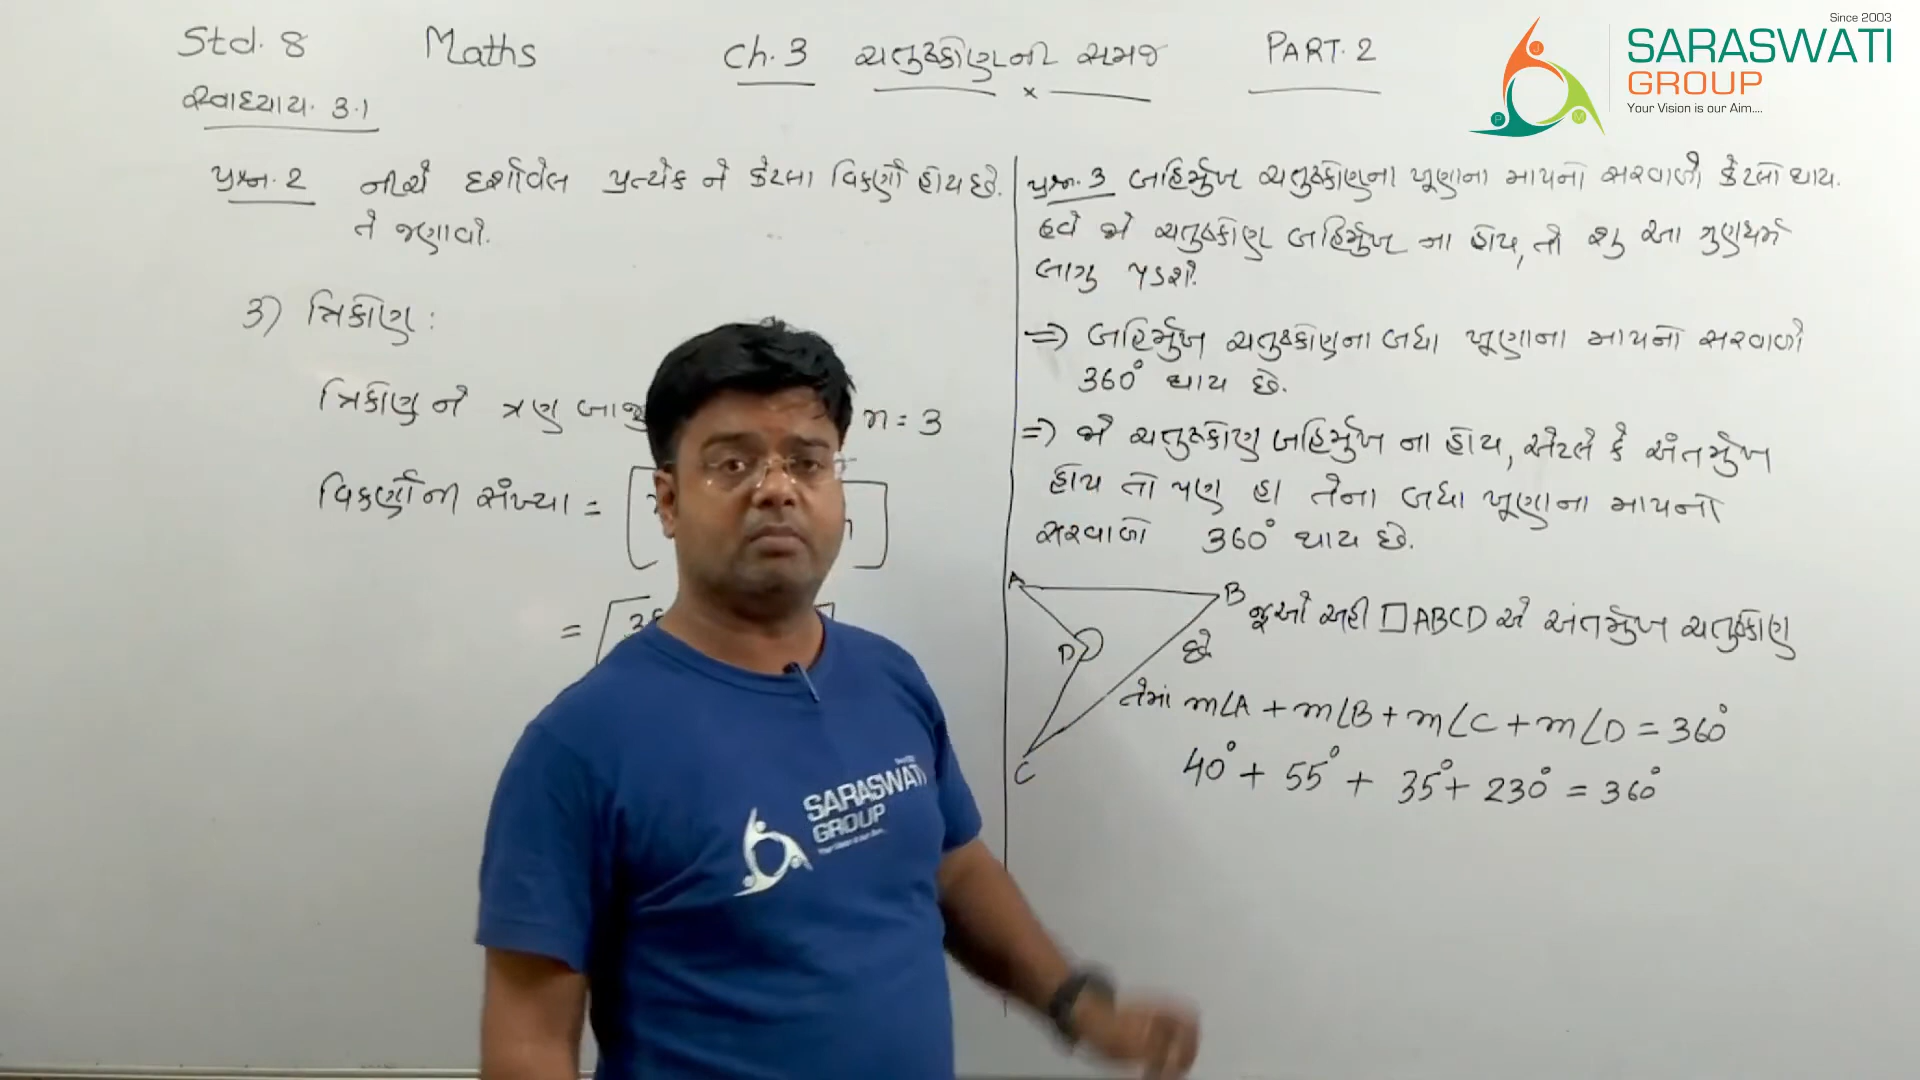 Std. 8 Maths Ch. 3 ચતુષ્કોણની સમજ PART. 2
સ્વાધ્યાય. 3.1
Since 2003
SARASWATI
GROUP
Your Vision is our Aim....
પ્રશ્ન. 2 નીચે દર્શાવેલ પ્રત્યેક ને કેટલા વિકર્ણો હોય છે.
તે જણાવો.
3) ત્રિકોણ :
ત્રિકોણ ને ત્રણ બાજુ n = 3
વિકર્ણોની સંખ્યા =
=
પ્રશ્ન. 3 બહિર્મુખ ચતુષ્કોણના ખૂણાના માપનો સરવાળો કેટલો થાય.
હવે જો ચતુષ્કોણ બહિર્મુખ ના હોય, તો શુ આ ગુણધર્મ
લાગુ પડશે.
=> બહિર્મુખ ચતુષ્કોણના બધા ખૂણાના માપનો સરવાળો
360° થાય છે.
=> જો ચતુષ્કોણ બહિર્મુખ ના હોય, એટલે કે અંતર્મુખ
હોય તો પણ હા તેના બધા ખૂણાના માપનો
સરવાળો 360° થાય છે.
A
B
D
C
જૂઓ અહી □ABCD એ અંતર્મુખ ચતુષ્કોણ
છે
તેમાં m∠A + m∠B + m∠C + m∠D = 360°
40° + 55° + 35° + 230° = 360°
SARASWATI
GROUP